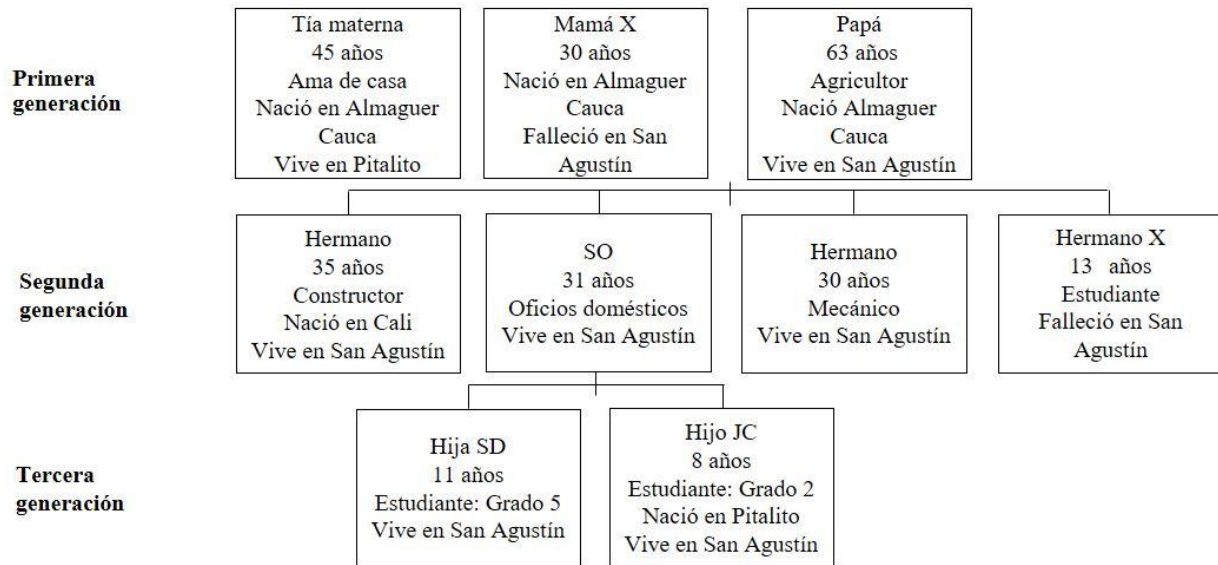 Primera
generación
Tía materna
45 años
Ama de casa
Nació en Almaguer
Cauca
Vive en Pitalito
Mamá X
30 años
Nació en Almaguer
Cauca
Falleció en San
Agustín
Papá
63 años
Agricultor
Nació Almaguer
Cauca
Vive en San Agustín
Segunda
generación
Hermano
35 años
Constructor
Nació en Cali
Vive en San Agustín
SO
31 años
Oficios domésticos
Vive en San Agustín
Hermano
30 años
Mecánico
Vive en San Agustín
Hermano X
13 años
Estudiante
Falleció en San
Agustín
Tercera
generación
Hija SD
11 años
Estudiante: Grado 5
Vive en San Agustín
Hijo JC
8 años
Estudiante: Grado 2
Nació en Pitalito
Vive en San Agustín